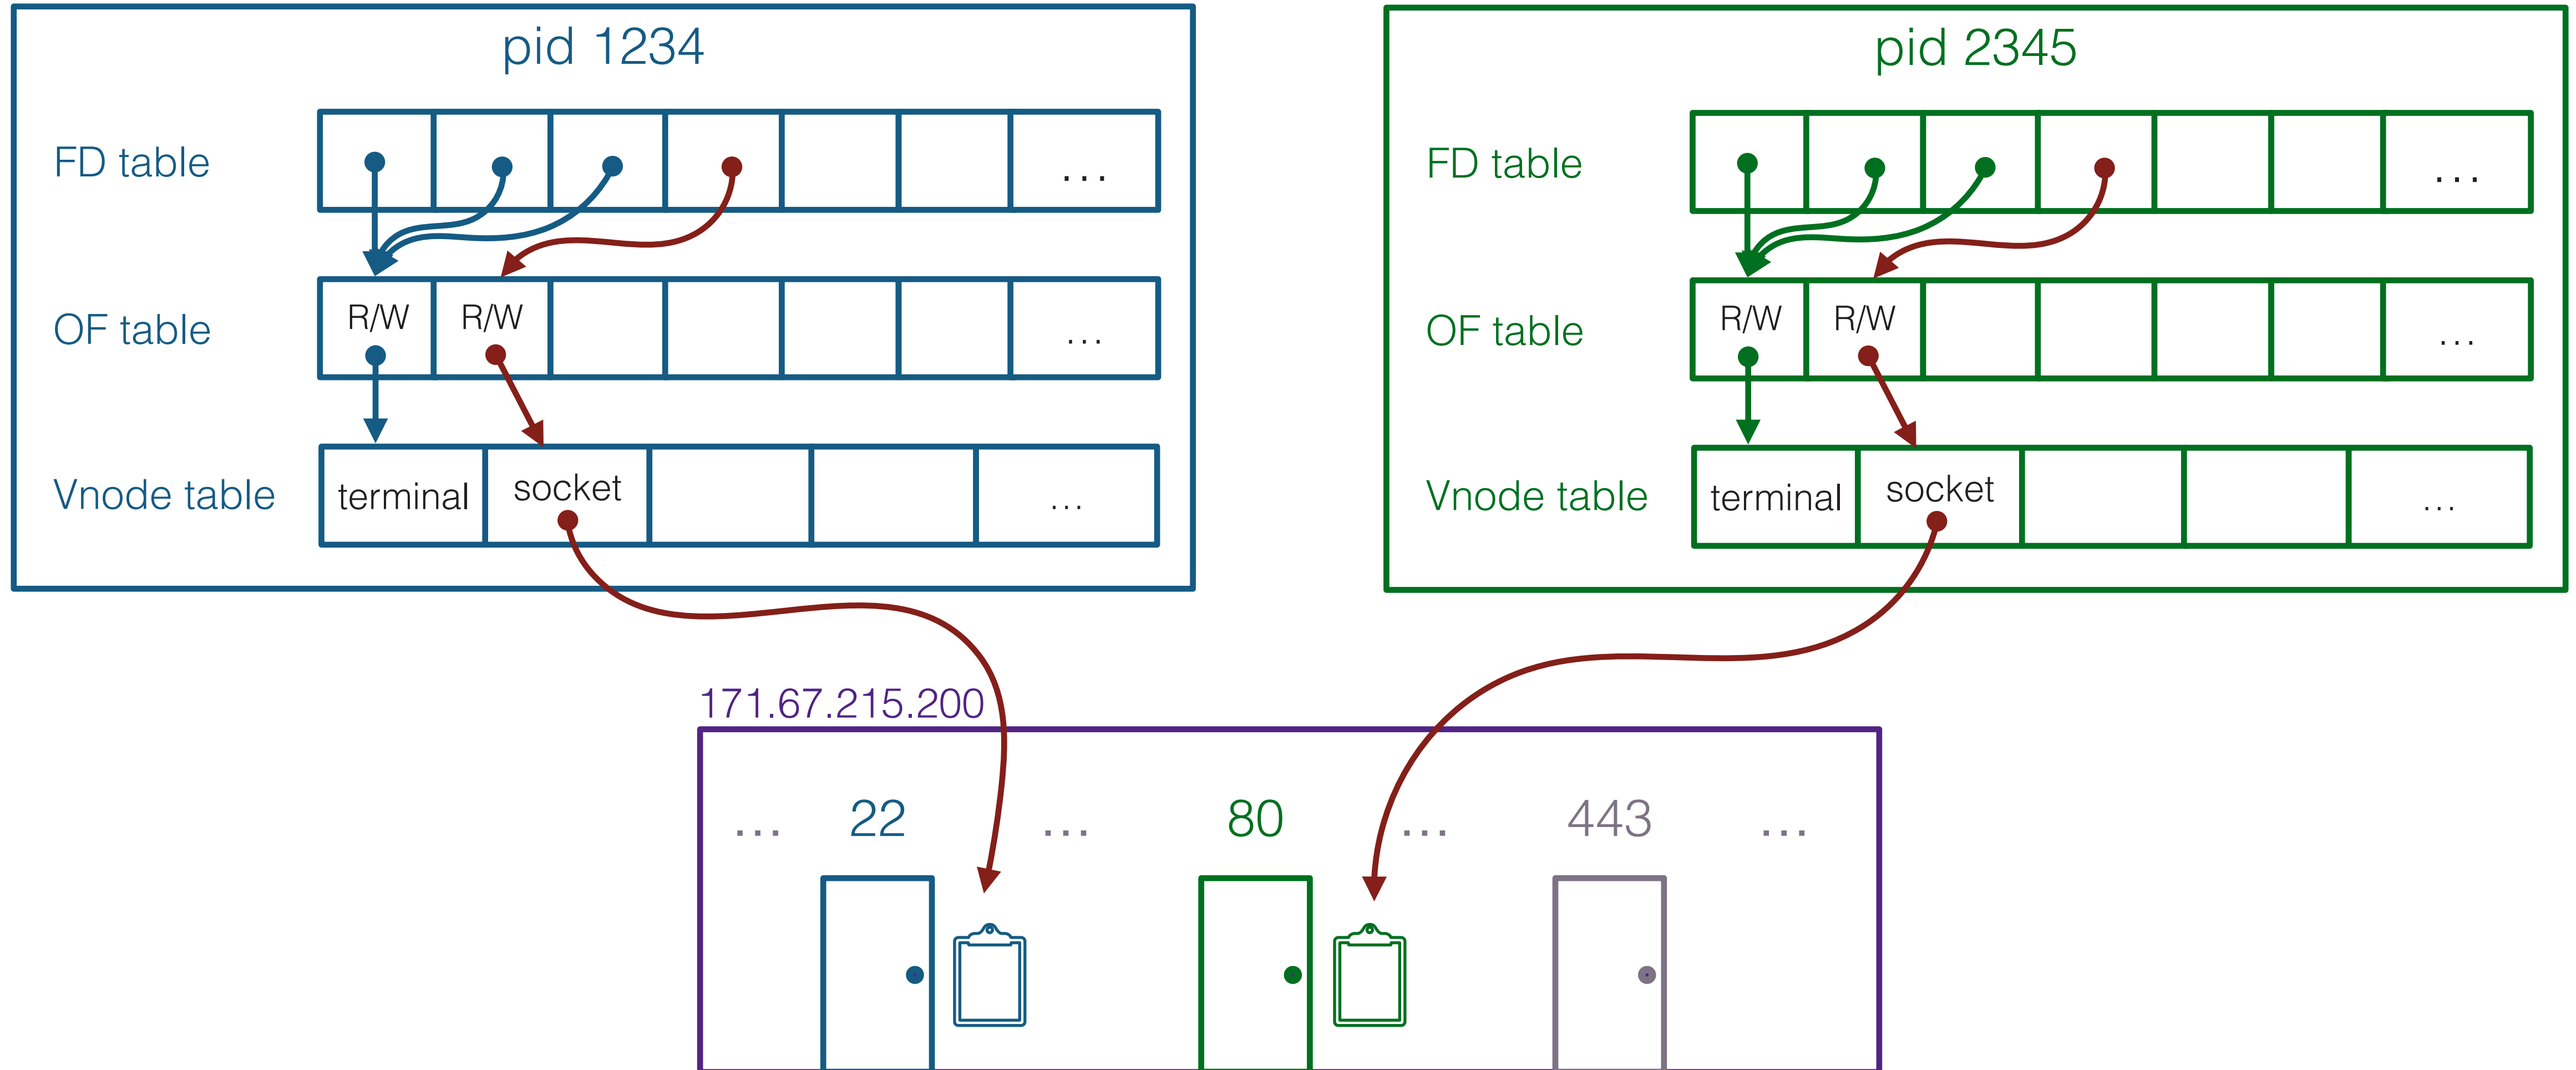 pid 1234
FD table
...
OF table
R/W
R/W
...
Vnode table
terminal
socket
...
pid 2345
FD table
...
OF table
R/W
R/W
...
Vnode table
terminal
socket
...
171.67.215.200
... 22 ... 80 ... 443 ...